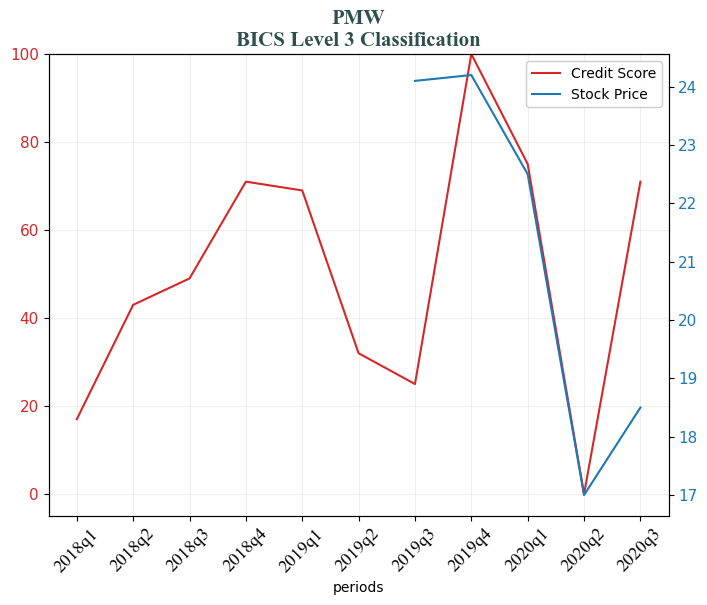 PMW
BICS Level 3 Classification
Credit Score
Stock Price
100
80
60
40
20
0
24
23
22
21
20
19
18
17
2018q1
2018q2
2018q3
2018q4
2019q1
2019q2
2019q3
2019q4
2020q1
2020q2
2020q3
periods